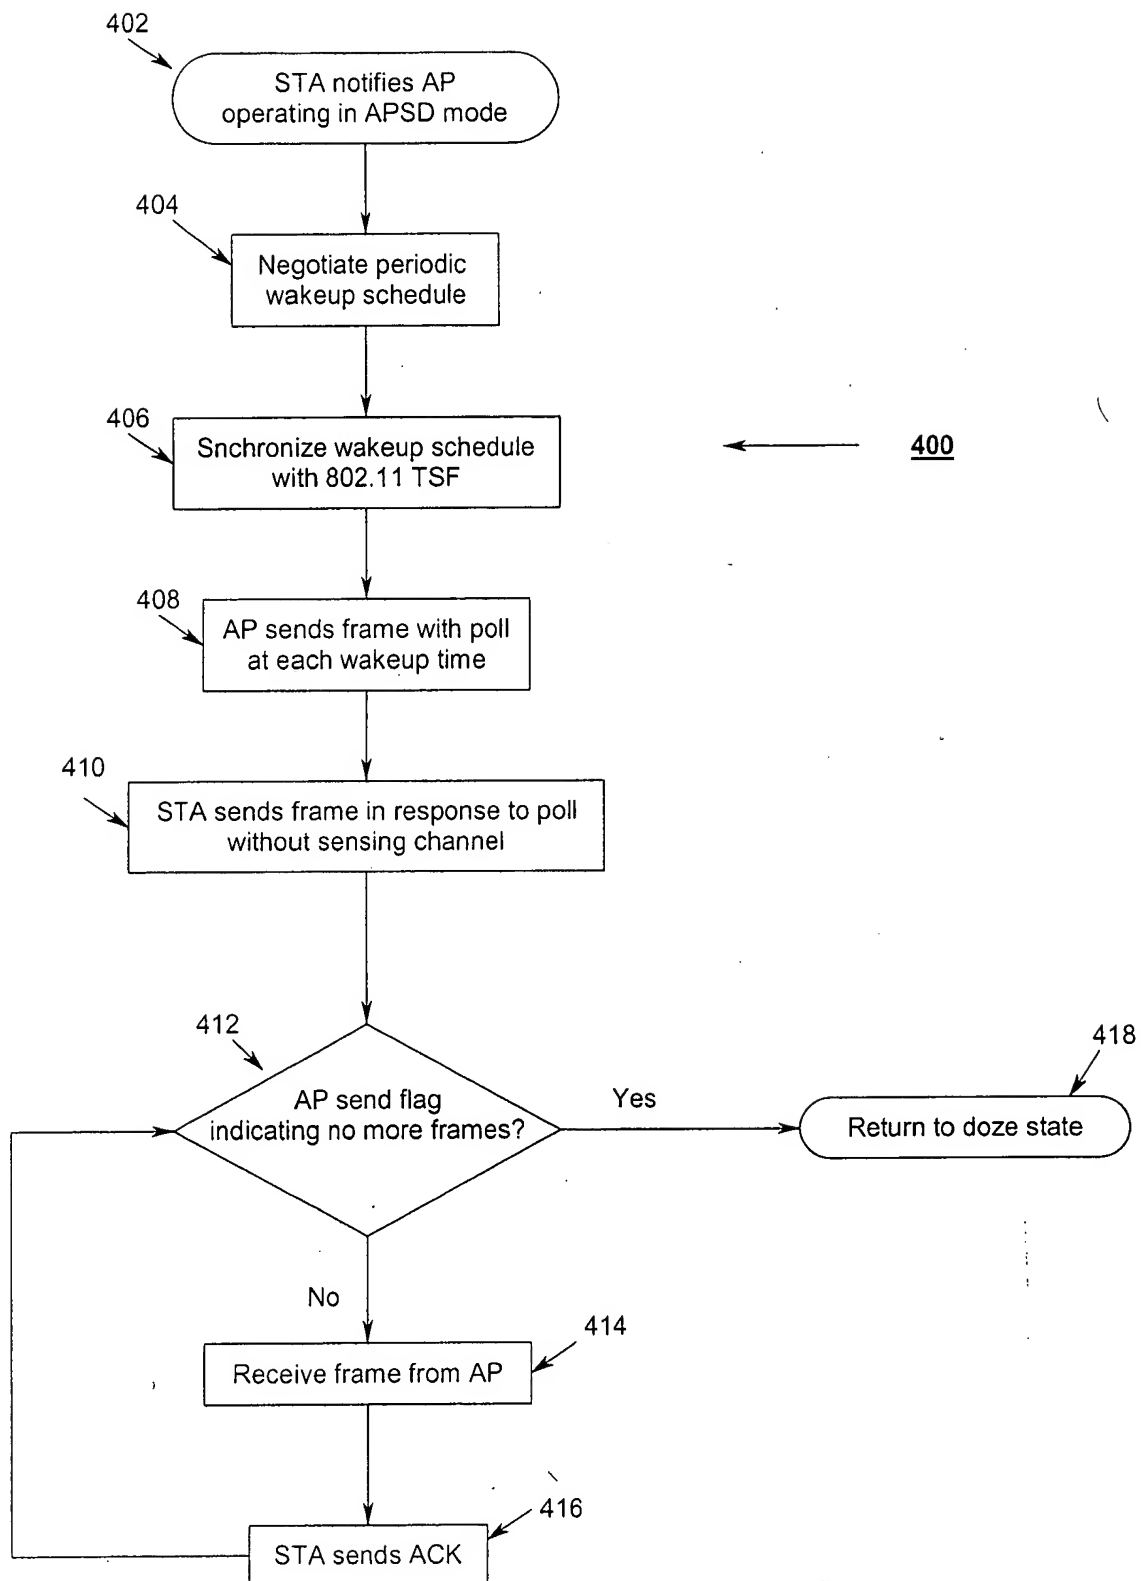 402
STA notifies AP
operating in APSD mode
404
Negotiate periodic
wakeup schedule
406
Snchronize wakeup schedule
with 802.11 TSF
400
408
AP sends frame with poll
at each wakeup time
410
STA sends frame in response to poll
without sensing channel
412
AP send flag
indicating no more frames?
Yes
418
Return to doze state
No
414
Receive frame from AP
416
STA sends ACK